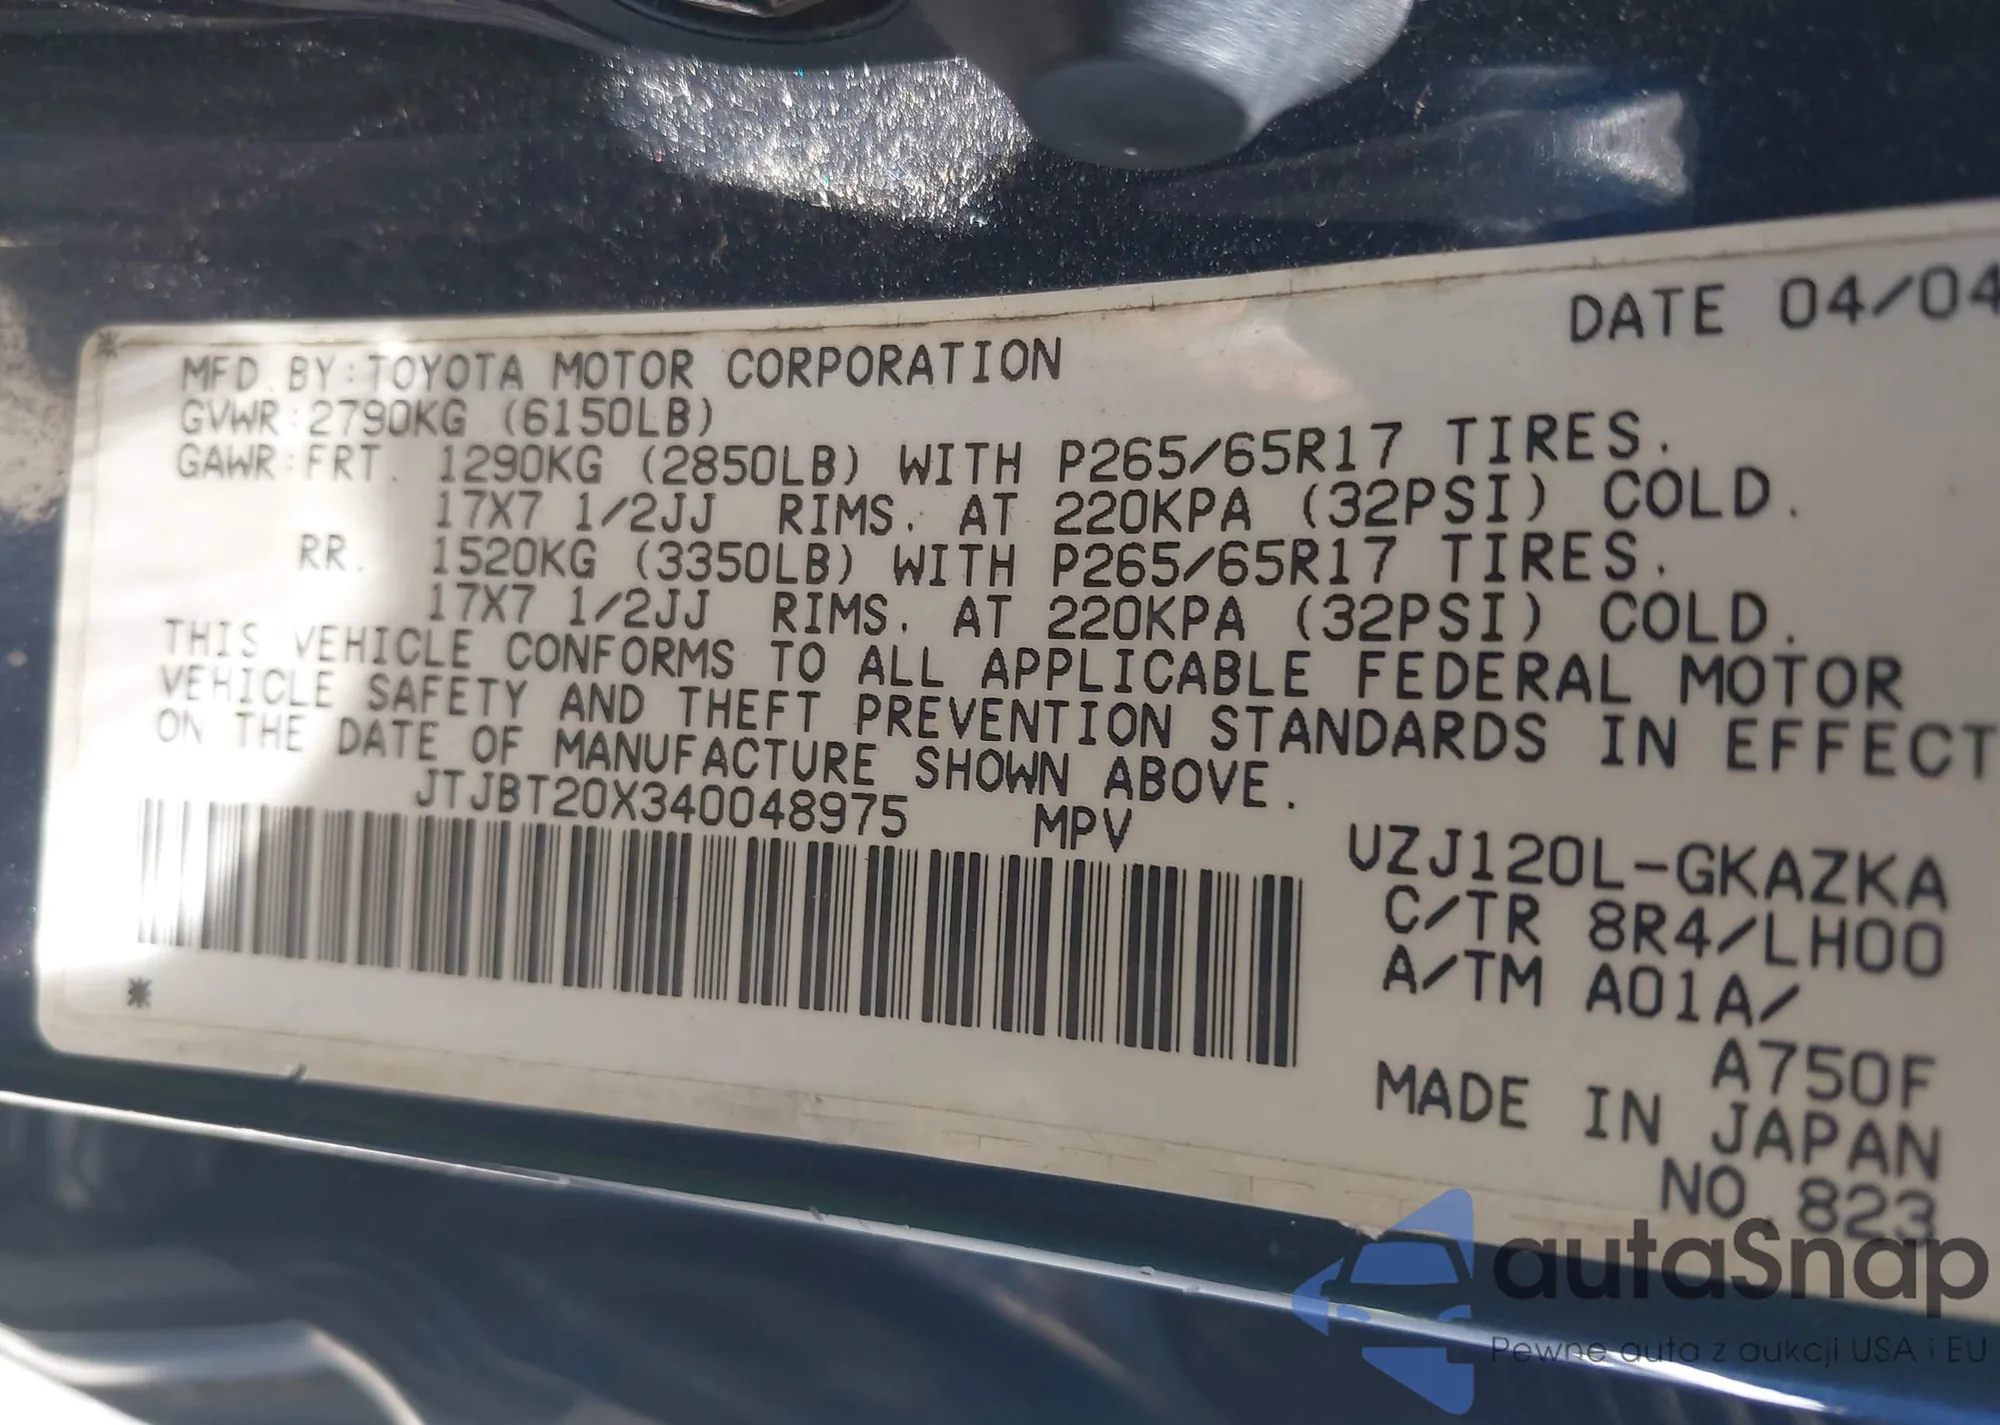 DATE 04/04
MFD. BY:TOYOTA MOTOR CORPORATION
GVWR:2790KG (6150LB)
GAWR:FRT. 1290KG (2850LB) WITH P265/65R17 TIRES.
17X7 1/2JJ RIMS. AT 220KPA (32PSI) COLD.
RR. 1520KG (3350LB) WITH P265/65R17 TIRES.
17X7 1/2JJ RIMS. AT 220KPA (32PSI) COLD.
THIS VEHICLE CONFORMS TO ALL APPLICABLE FEDERAL MOTOR
VEHICLE SAFETY AND THEFT PREVENTION STANDARDS IN EFFECT
ON THE DATE OF MANUFACTURE SHOWN ABOVE.
JTJBT20X340048975 MPV
UZJ120L-GKAZKA
C/TR 8R4/LH00
A/TM A01A/
A750F
MADE IN JAPAN
NO.823
autaSnap
Pewne auta z aukcji USA i EU